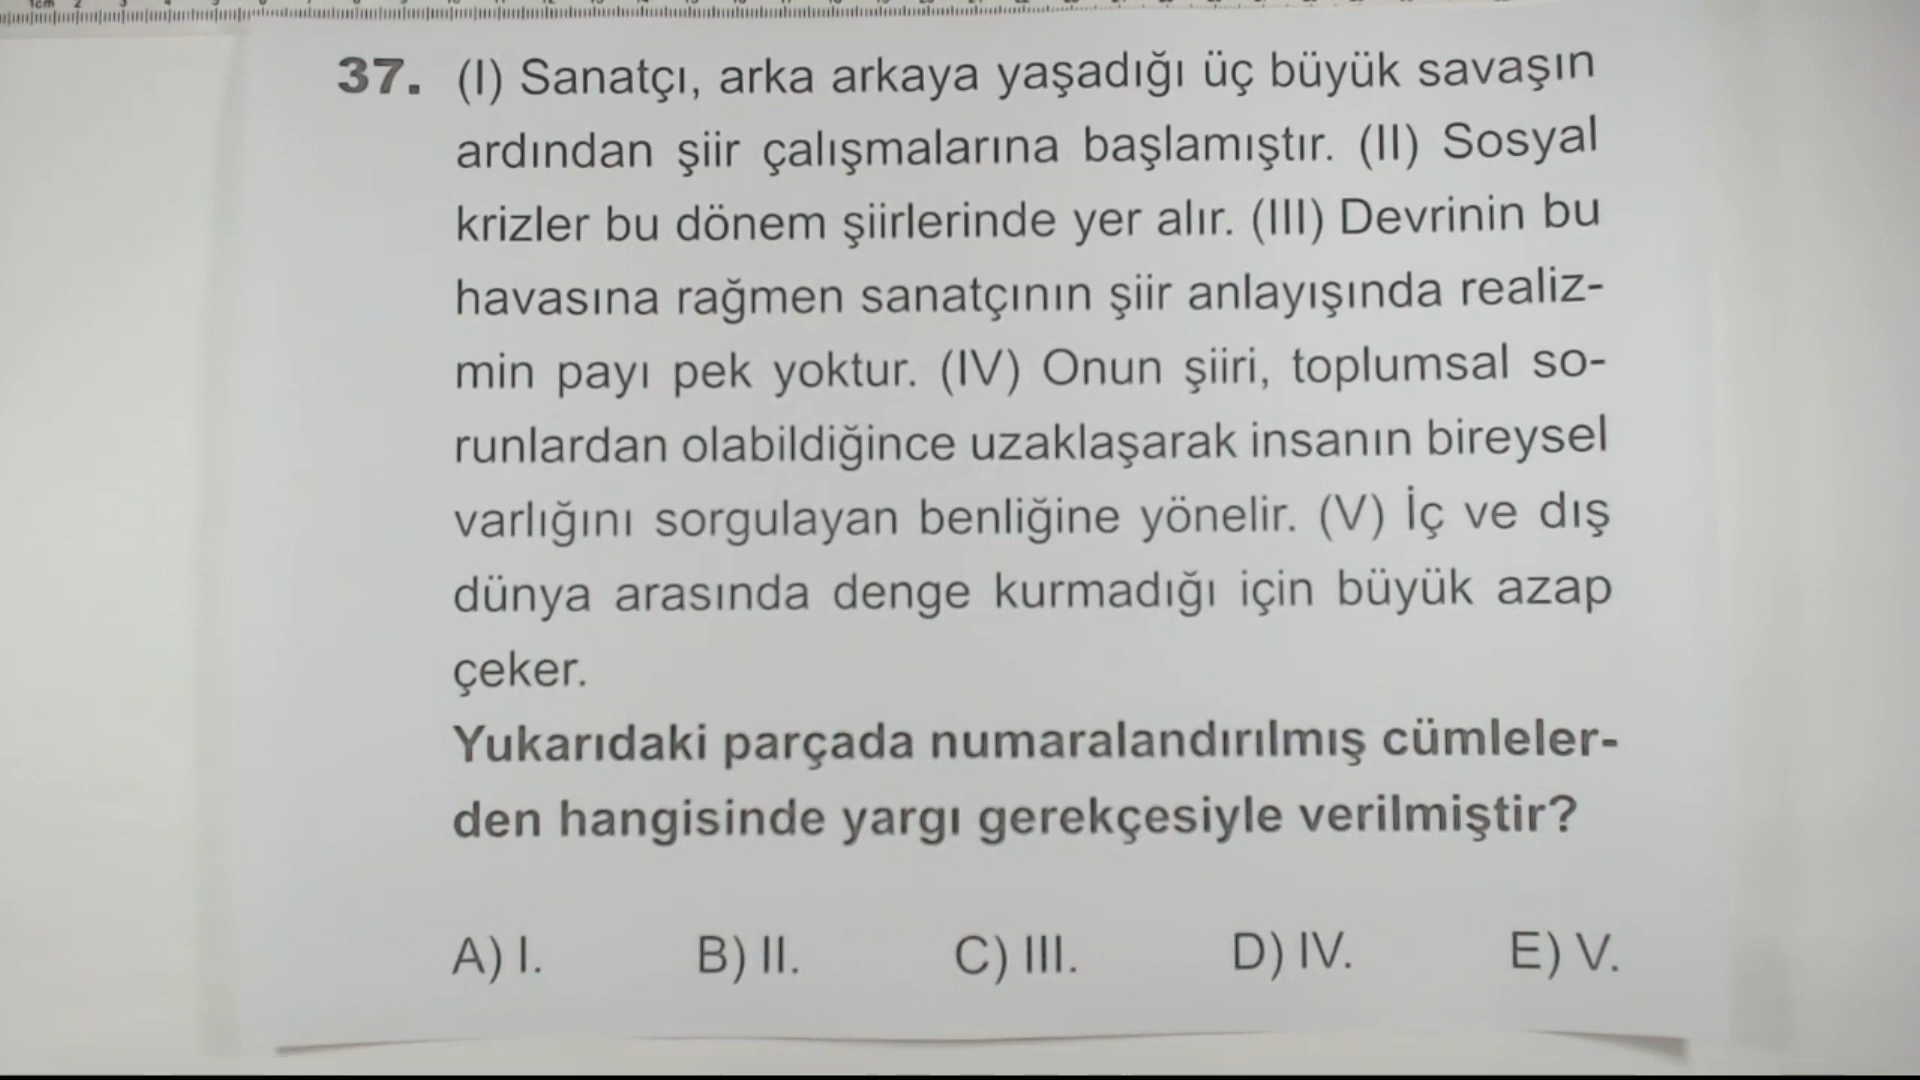 37. (I) Sanatçı, arka arkaya yaşadığı üç büyük savaşın
ardından şiir çalışmalarına başlamıştır. (II) Sosyal
krizler bu dönem şiirlerinde yer alır. (III) Devrinin bu
havasına rağmen sanatçının şiir anlayışında realiz-
min payı pek yoktur. (IV) Onun şiiri, toplumsal so-
runlardan olabildiğince uzaklaşarak insanın bireysel
varlığını sorgulayan benliğine yönelir. (V) İç ve dış
dünya arasında denge kurmadığı için büyük azap
çeker.
Yukarıdaki parçada numaralandırılmış cümleler-
den hangisinde yargı gerekçesiyle verilmiştir?
A) I. B) II. C) III. D) IV. E) V.